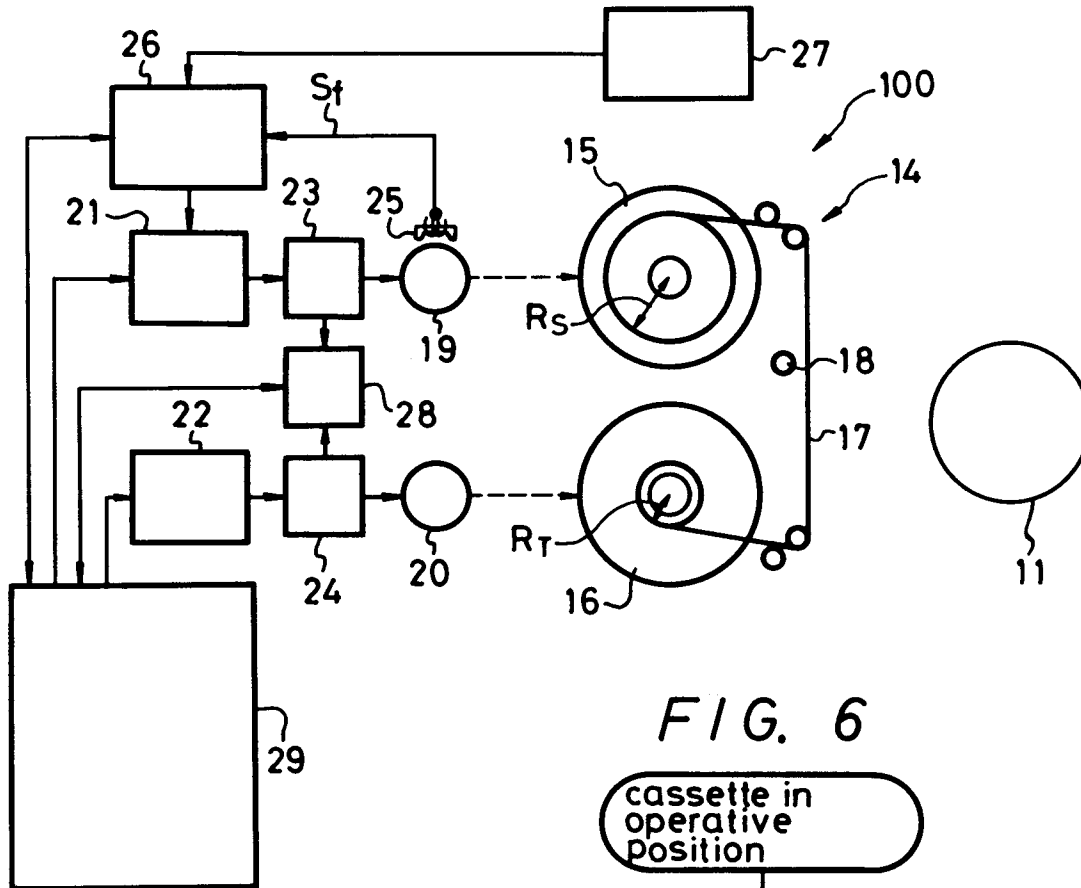 26
27
Sf
100
15
14
21
23
25
RS
19
18
28
22
17
24
20
RT
16
11
29
FIG. 6
cassette in
operative
position